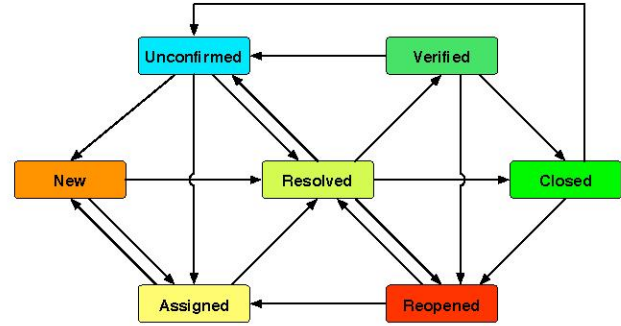 Unconfirmed
Verified
New
Resolved
Closed
Assigned
Reopened